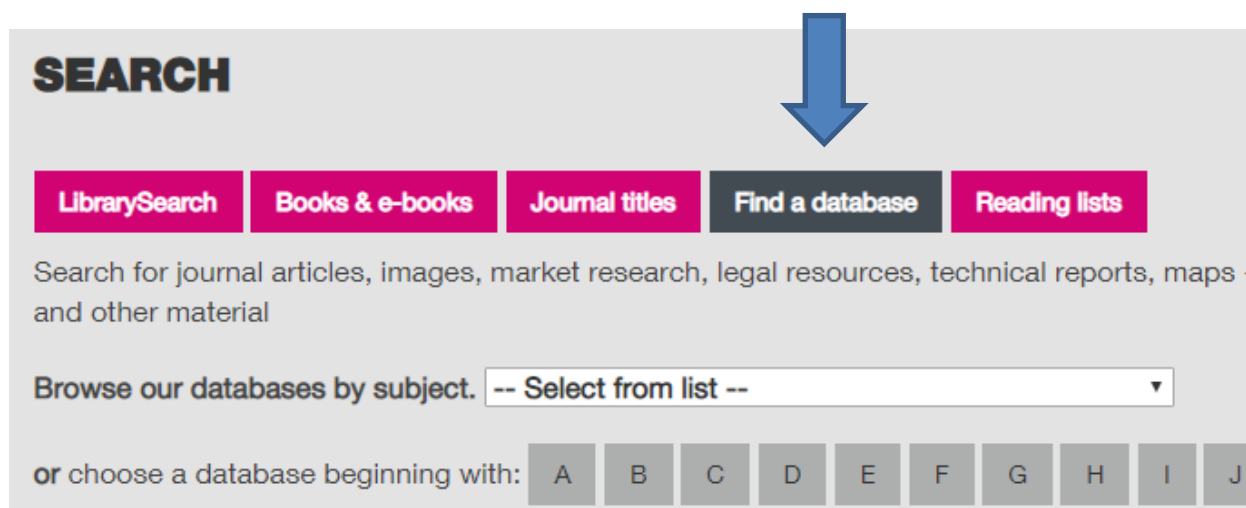 SEARCH
LibrarySearch Books & e-books Journal titles Find a database Reading lists
Search for journal articles, images, market research, legal resources, technical reports, maps -
and other material
Browse our databases by subject. -- Select from list --
or choose a database beginning with: A B C D E F G H I J